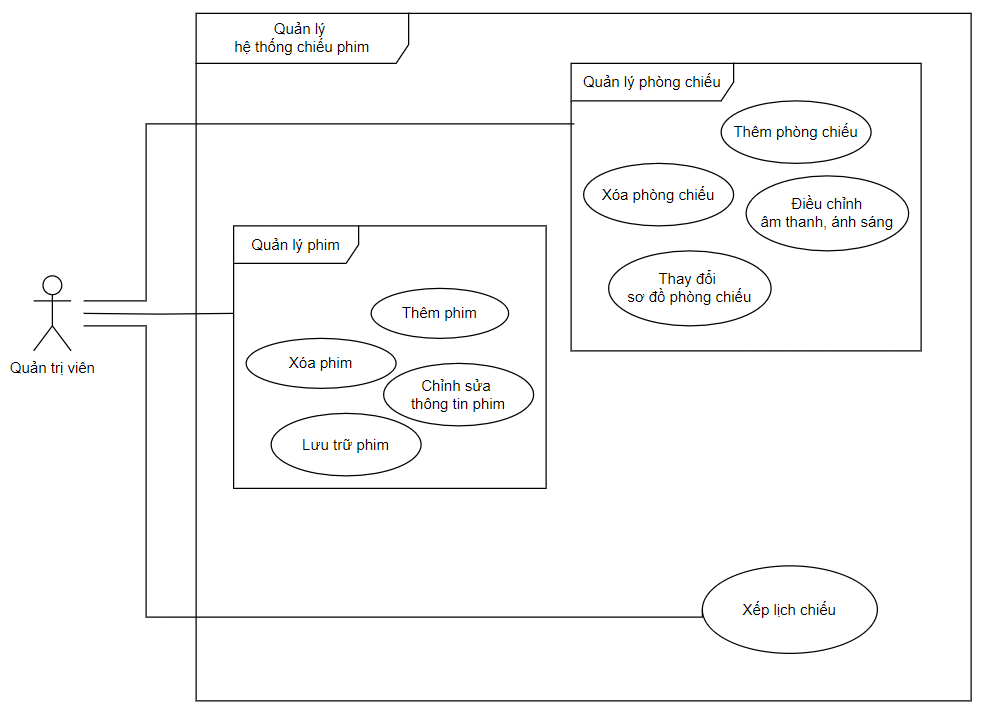 Quản lý
hệ thống chiếu phim
Quản lý phòng chiếu
Thêm phòng chiếu
Xóa phòng chiếu
Điều chỉnh
âm thanh, ánh sáng
Thay đổi
sơ đồ phòng chiếu
Quản lý phim
Thêm phim
Xóa phim
Chỉnh sửa
thông tin phim
Lưu trữ phim
Quản trị viên
Xếp lịch chiếu